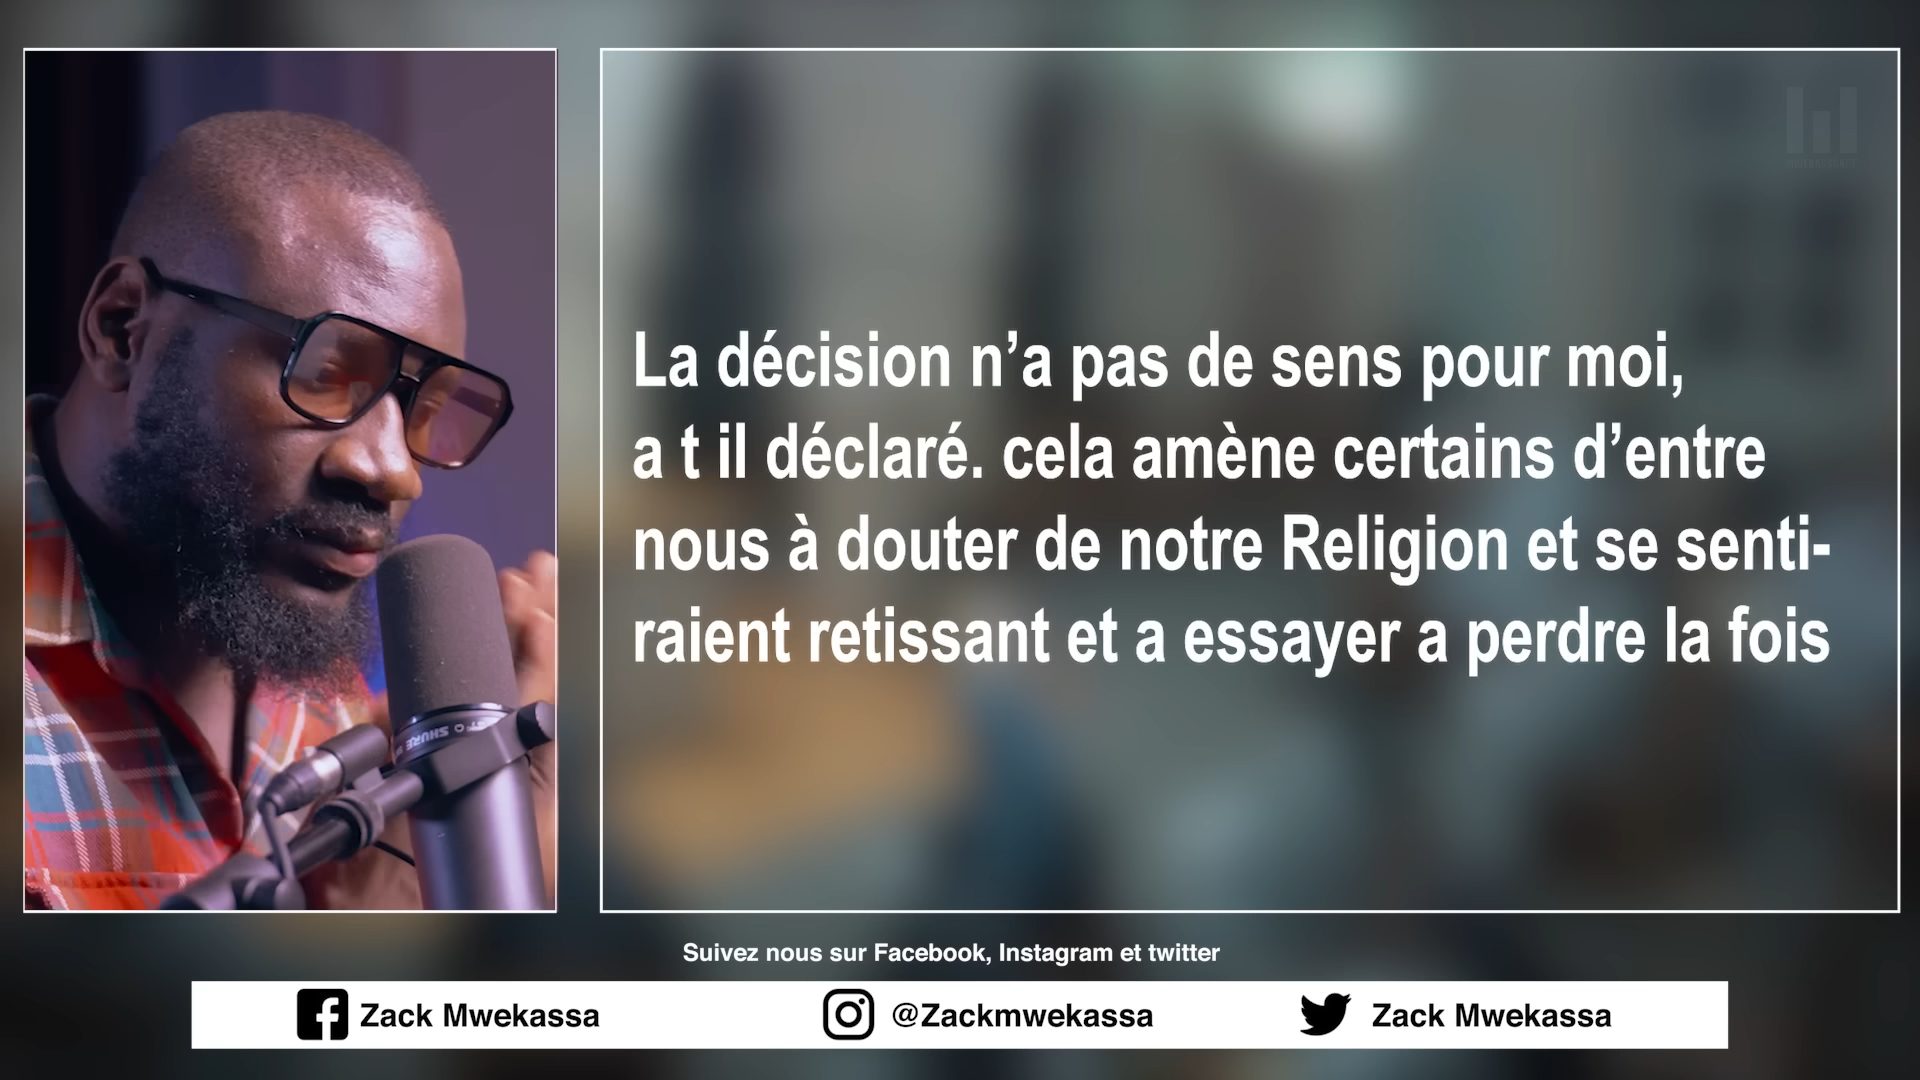 La décision n’a pas de sens pour moi,
a t il déclaré. cela amène certains d’entre
nous à douter de notre Religion et se senti-
raient retissant et a essayer a perdre la fois
SHURE
Suivez nous sur Facebook, Instagram et twitter
Zack Mwekassa
@Zackmwekassa
Zack Mwekassa